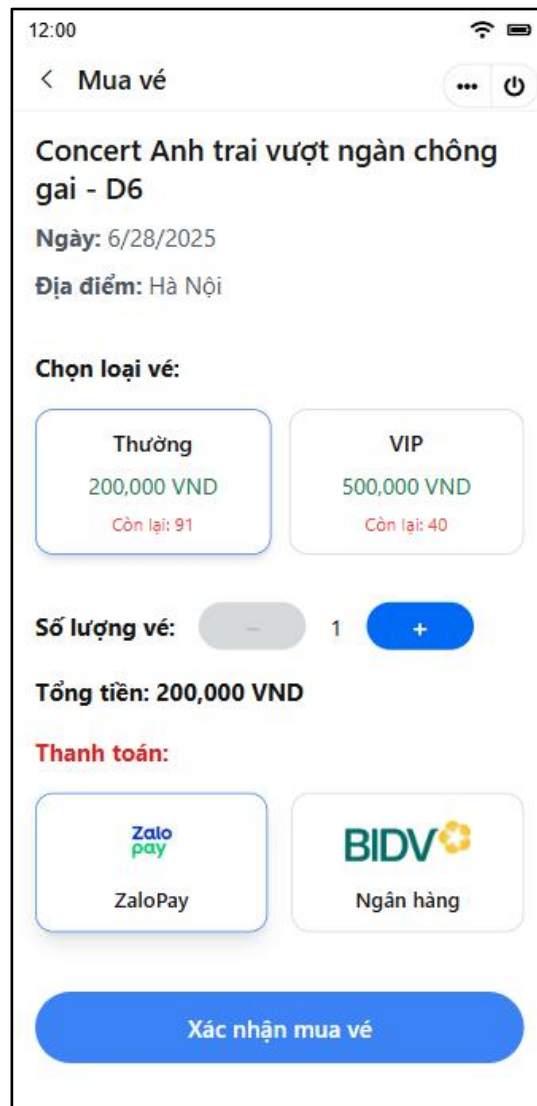 12:00
Mua vé
Concert Anh trai vượt ngàn chông
gai - D6
Ngày: 6/28/2025
Địa điểm: Hà Nội
Chọn loại vé:
Thường
200,000 VND
Còn lại: 91
VIP
500,000 VND
Còn lại: 40
Số lượng vé: − 1 +
Tổng tiền: 200,000 VND
Thanh toán:
Zalo
pay
ZaloPay
BIDV
Ngân hàng
Xác nhận mua vé